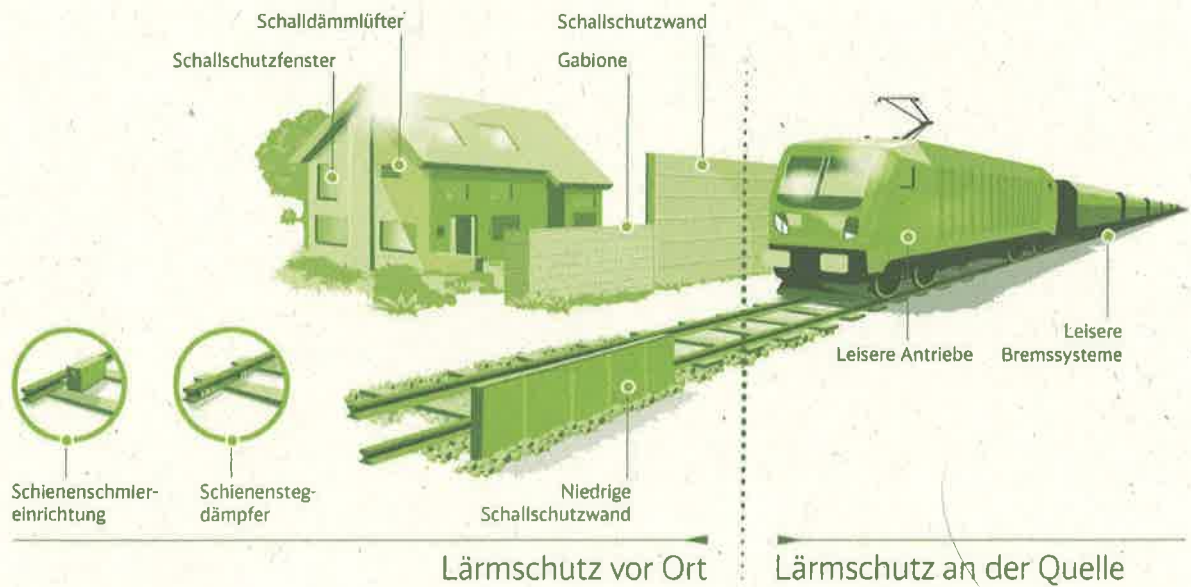 Schalldämmlüfter
Schallschutzfenster
Schallschutzwand
Gabione
Leisere Antriebe
Leisere
Bremssysteme
Schienenschmier-
einrichtung
Schienensteg-
dämpfer
Niedrige
Schallschutzwand
Lärmschutz vor Ort
Lärmschutz an der Quelle